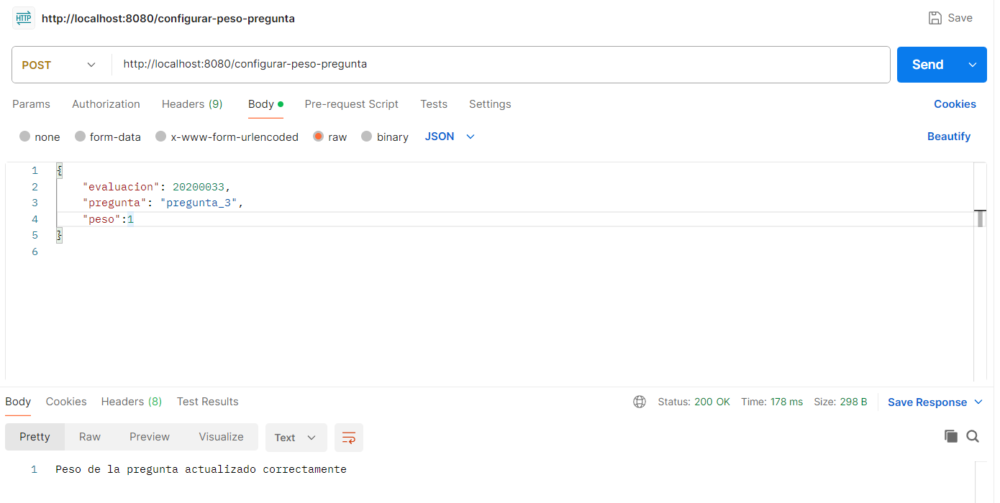 HTTP http://localhost:8080/configurar-peso-pregunta Save
POST http://localhost:8080/configurar-peso-pregunta Send
Params Authorization Headers (9) Body Pre-request Script Tests Settings Cookies
none form-data x-www-form-urlencoded raw binary JSON Beautify
1 {
2 "evaluacion": 20200033,
3 "pregunta": "pregunta_3",
4 "peso":1
5 }
6
Body Cookies Headers (8) Test Results Status: 200 OK Time: 178 ms Size: 298 B Save Response
Pretty Raw Preview Visualize Text
1 Peso de la pregunta actualizado correctamente